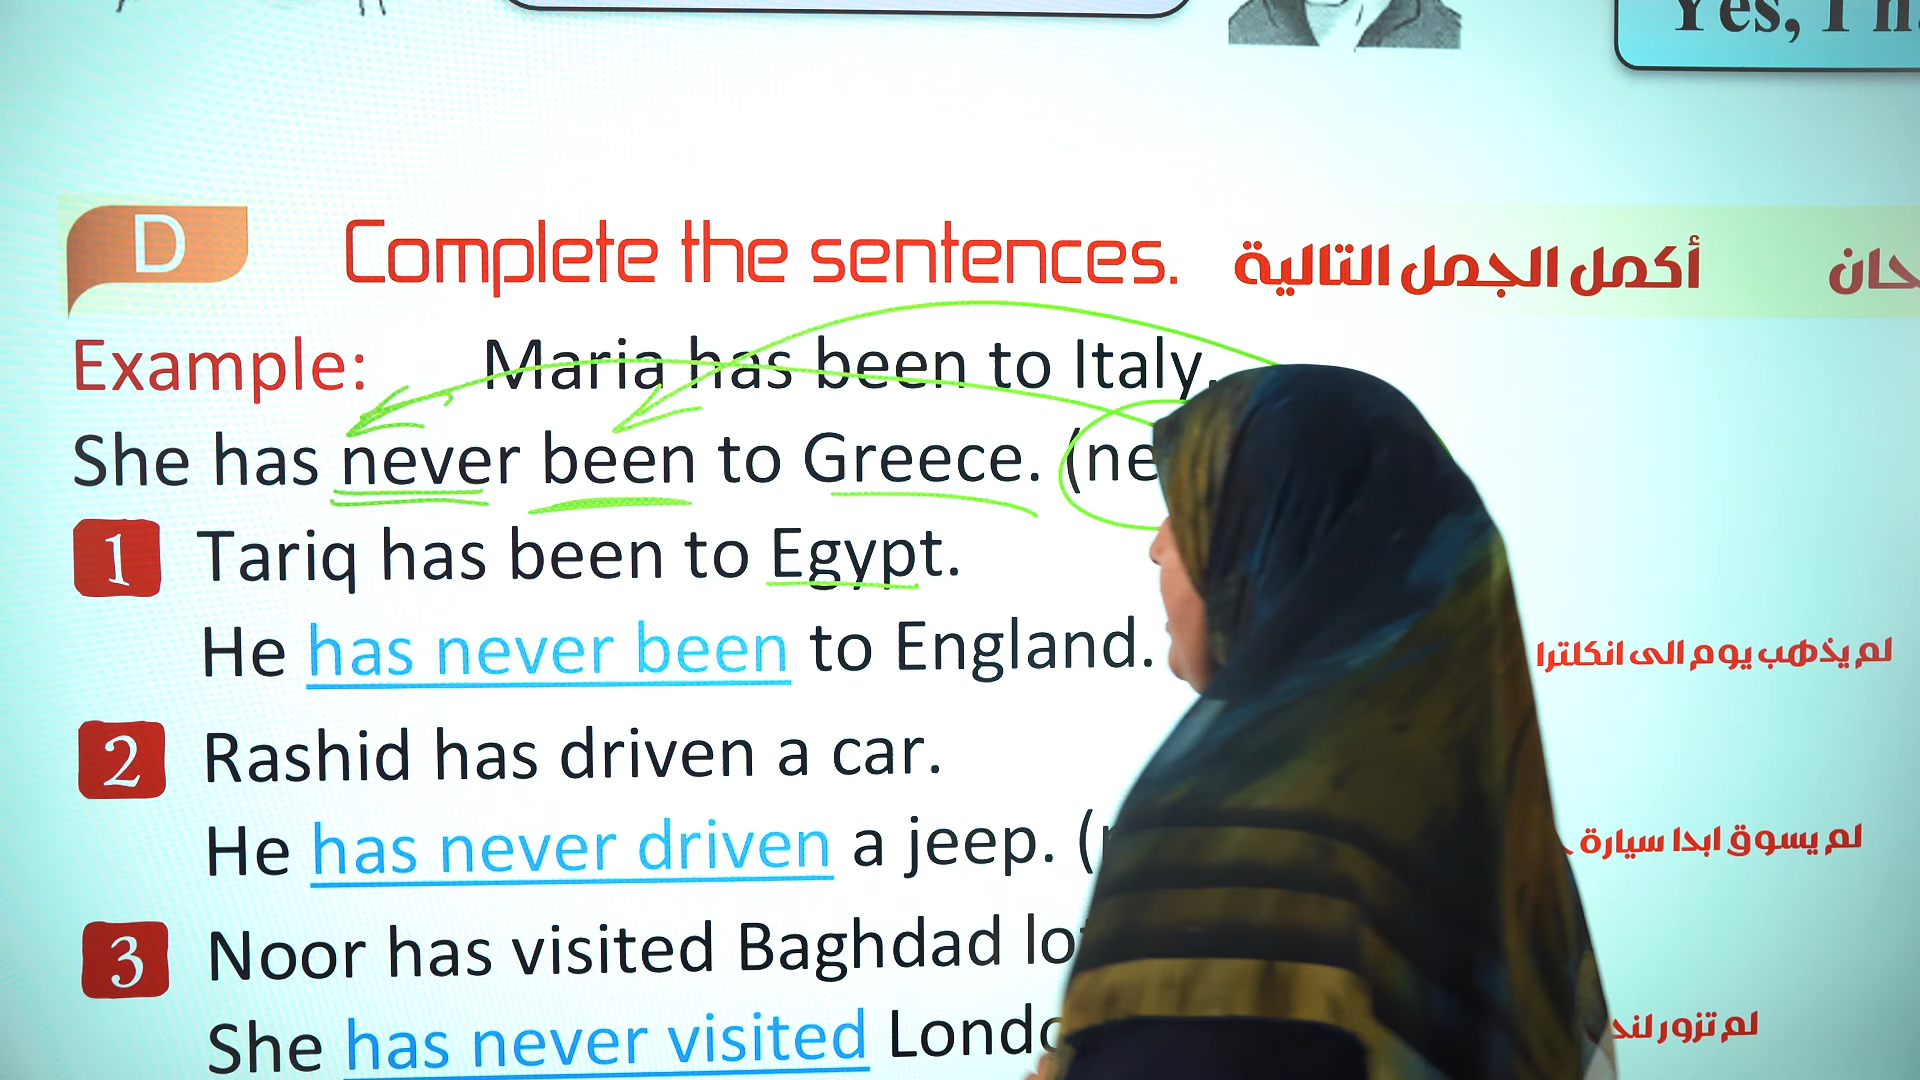 Yes, I
D Complete the sentences. أكمل الجمل التالية
Example: Maria has been to Italy.
She has never been to Greece. (ne
1 Tariq has been to Egypt.
He has never been to England. لم يذهب يوم الى انكلترا
2 Rashid has driven a car.
He has never driven a jeep. ( لم يسوق ابدا سيارة
3 Noor has visited Baghdad lo
She has never visited Londo لم تزور لند